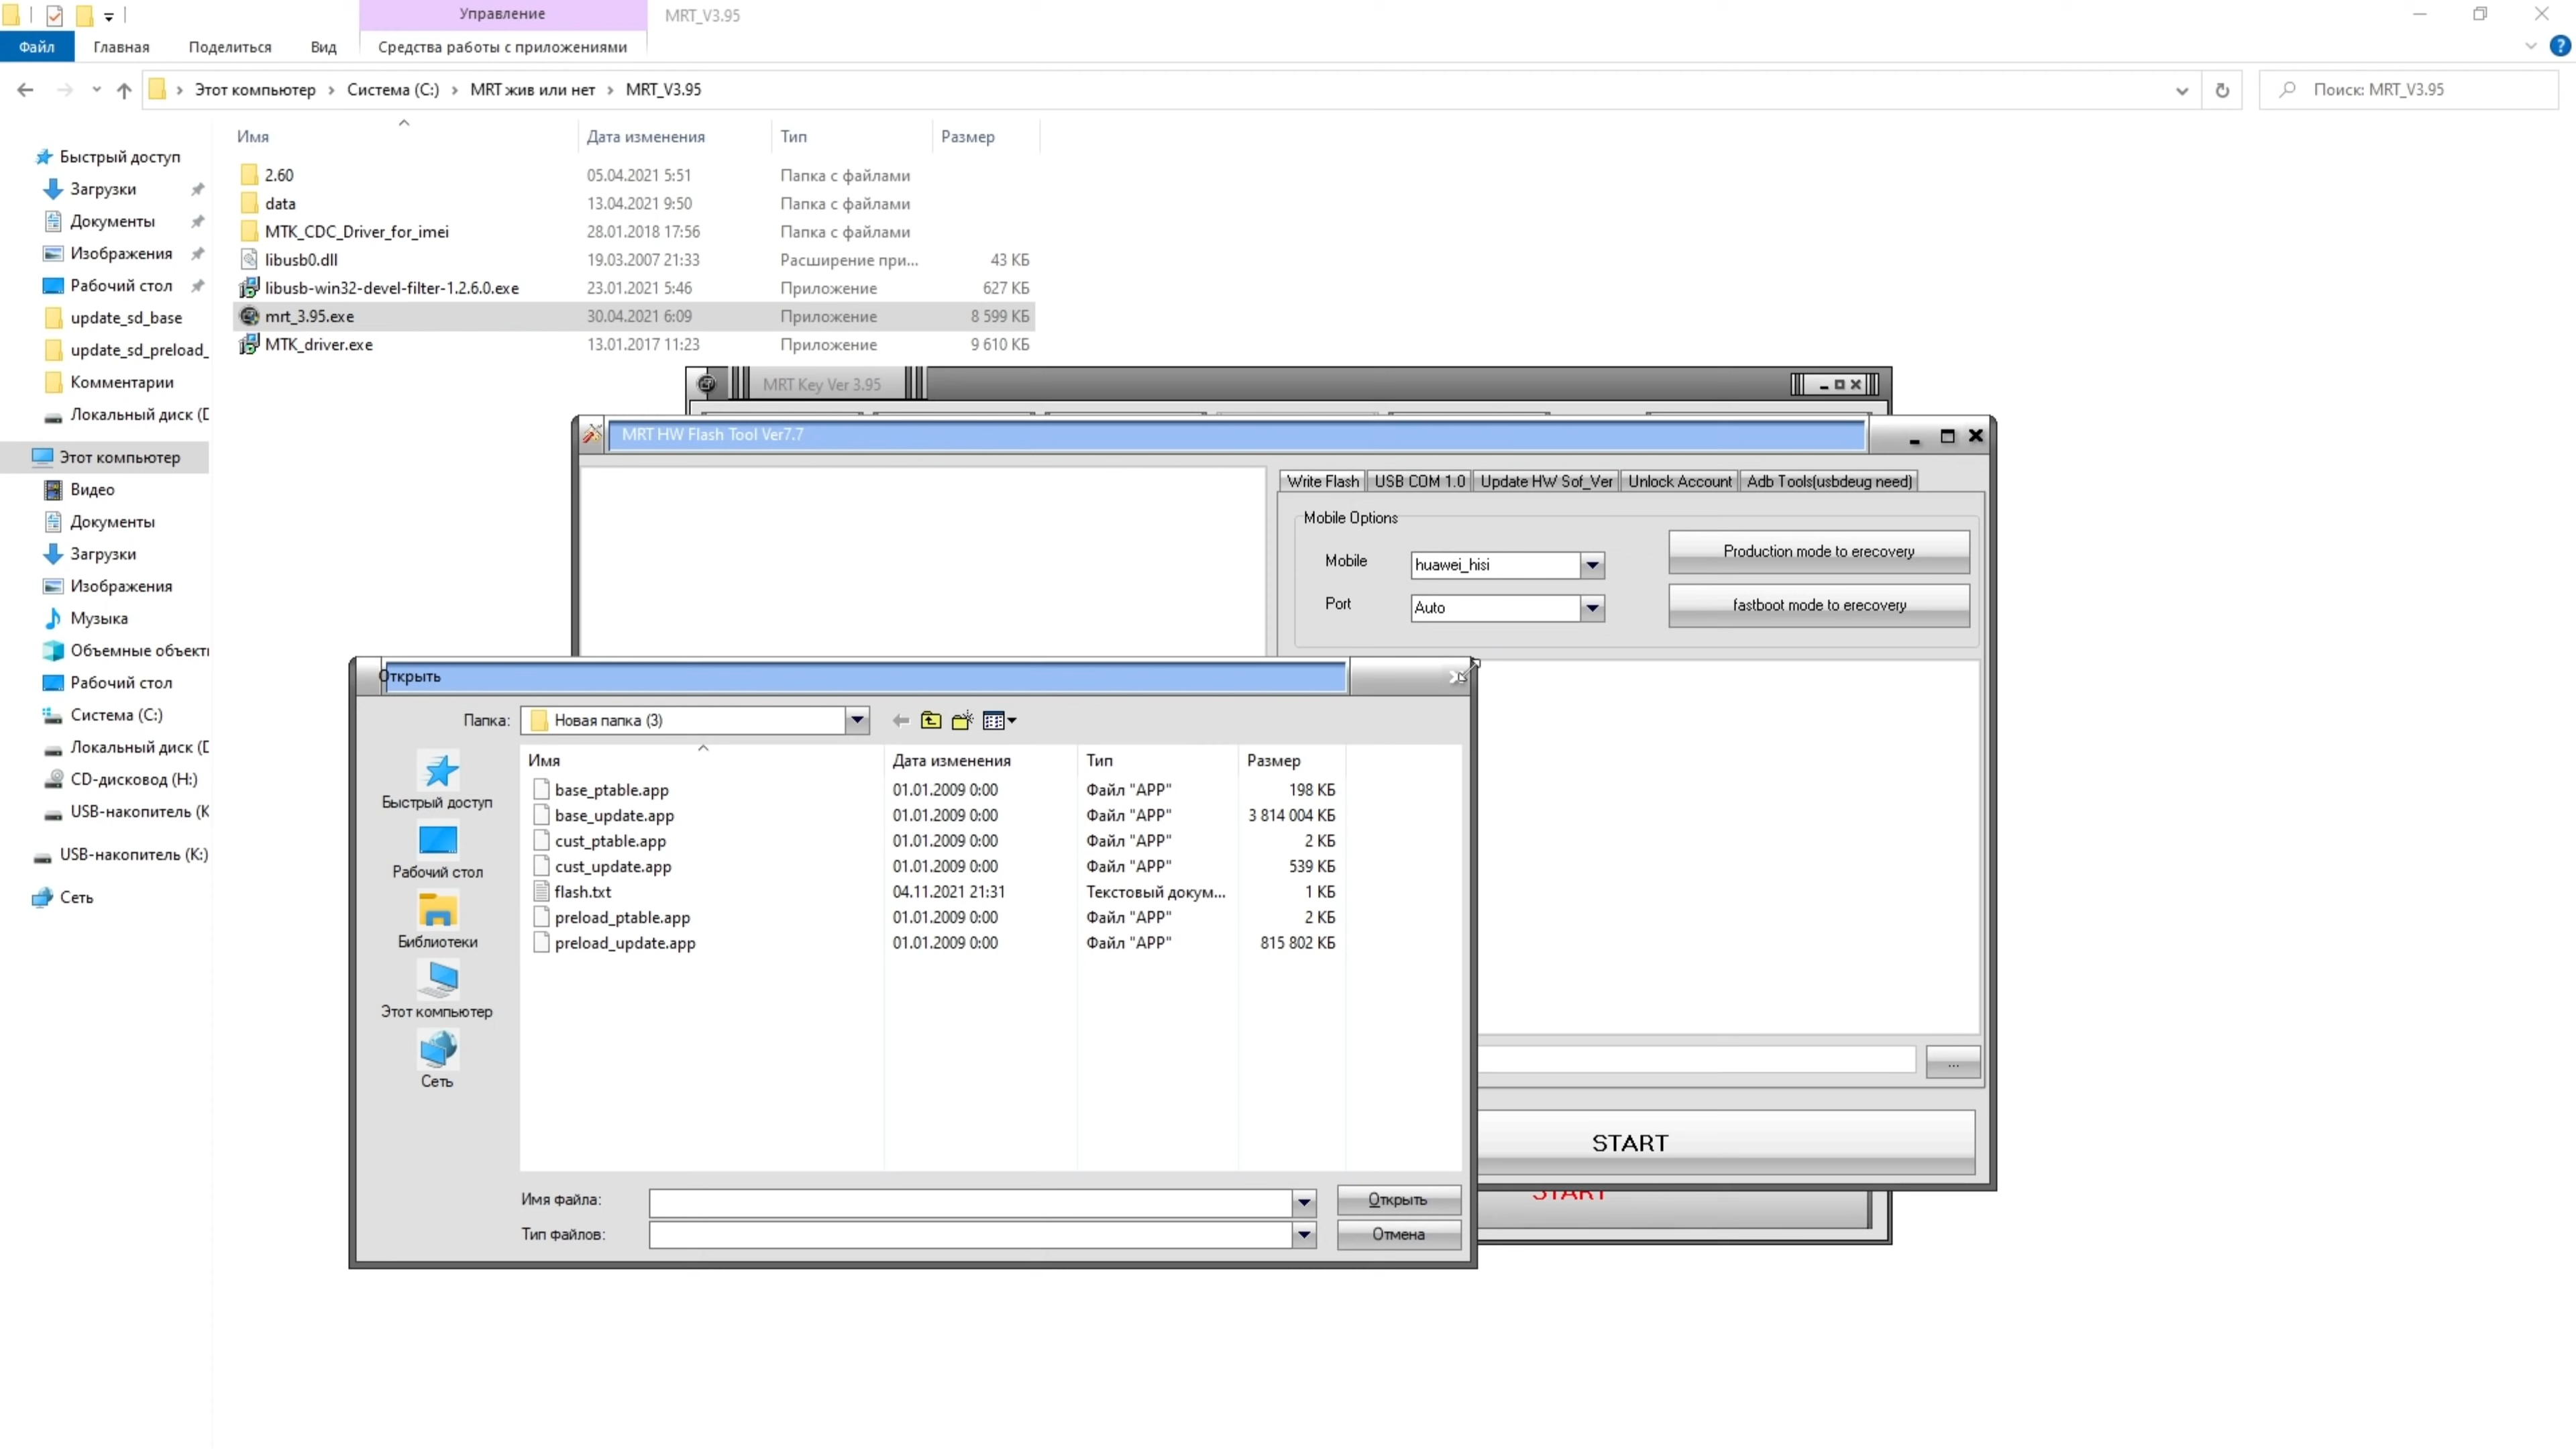 Управление
MRT_V3.95
Файл
Главная
Поделиться
Вид
Средства работы с приложениями
Этот компьютер
Система (C:)
MRT жив или нет
MRT_V3.95
Поиск: MRT_V3.95
Имя Дата изменения Тип Размер
2.60 05.04.2021 5:51 Папка с файлами
data 13.04.2021 9:50 Папка с файлами
MTK_CDC_Driver_for_imei 28.01.2018 17:56 Папка с файлами
libusb0.dll 19.03.2007 21:33 Расширение при... 43 КБ
libusb-win32-devel-filter-1.2.6.0.exe 23.01.2021 5:46 Приложение 627 КБ
mrt_3.95.exe 30.04.2021 6:09 Приложение 8 599 КБ
MTK_driver.exe 13.01.2017 11:23 Приложение 9 610 КБ
Быстрый доступ
Загрузки
Документы
Изображения
Рабочий стол
update_sd_base
update_sd_preload_
Комментарии
Локальный диск (
Этот компьютер
Видео
Документы
Загрузки
Изображения
Музыка
Объемные объект
Рабочий стол
Система (C:)
Локальный диск (
CD-дисковод (H:)
USB-накопитель (K
USB-накопитель (K:)
Сеть
MRT Key Ver 3.95
MRT HW Flash Tool Ver7.7
Write Flash
USB COM 1.0
Update HW Sof_Ver
Unlock Account
Adb Tools(usbdeug need)
Mobile Options
Mobile huawei_hisi
Port Auto
Production mode to erecovery
fastboot mode to erecovery
...
START
START
Открыть
Папка: Новая папка (3)
Быстрый доступ
Рабочий стол
Библиотеки
Этот компьютер
Сеть
Имя Дата изменения Тип Размер
base_ptable.app 01.01.2009 0:00 Файл "APP" 198 КБ
base_update.app 01.01.2009 0:00 Файл "APP" 3 814 004 КБ
cust_ptable.app 01.01.2009 0:00 Файл "APP" 2 КБ
cust_update.app 01.01.2009 0:00 Файл "APP" 539 КБ
flash.txt 04.11.2021 21:31 Текстовый докум... 1 КБ
preload_ptable.app 01.01.2009 0:00 Файл "APP" 2 КБ
preload_update.app 01.01.2009 0:00 Файл "APP" 815 802 КБ
Имя файла:
Открыть
Тип файлов:
Отмена